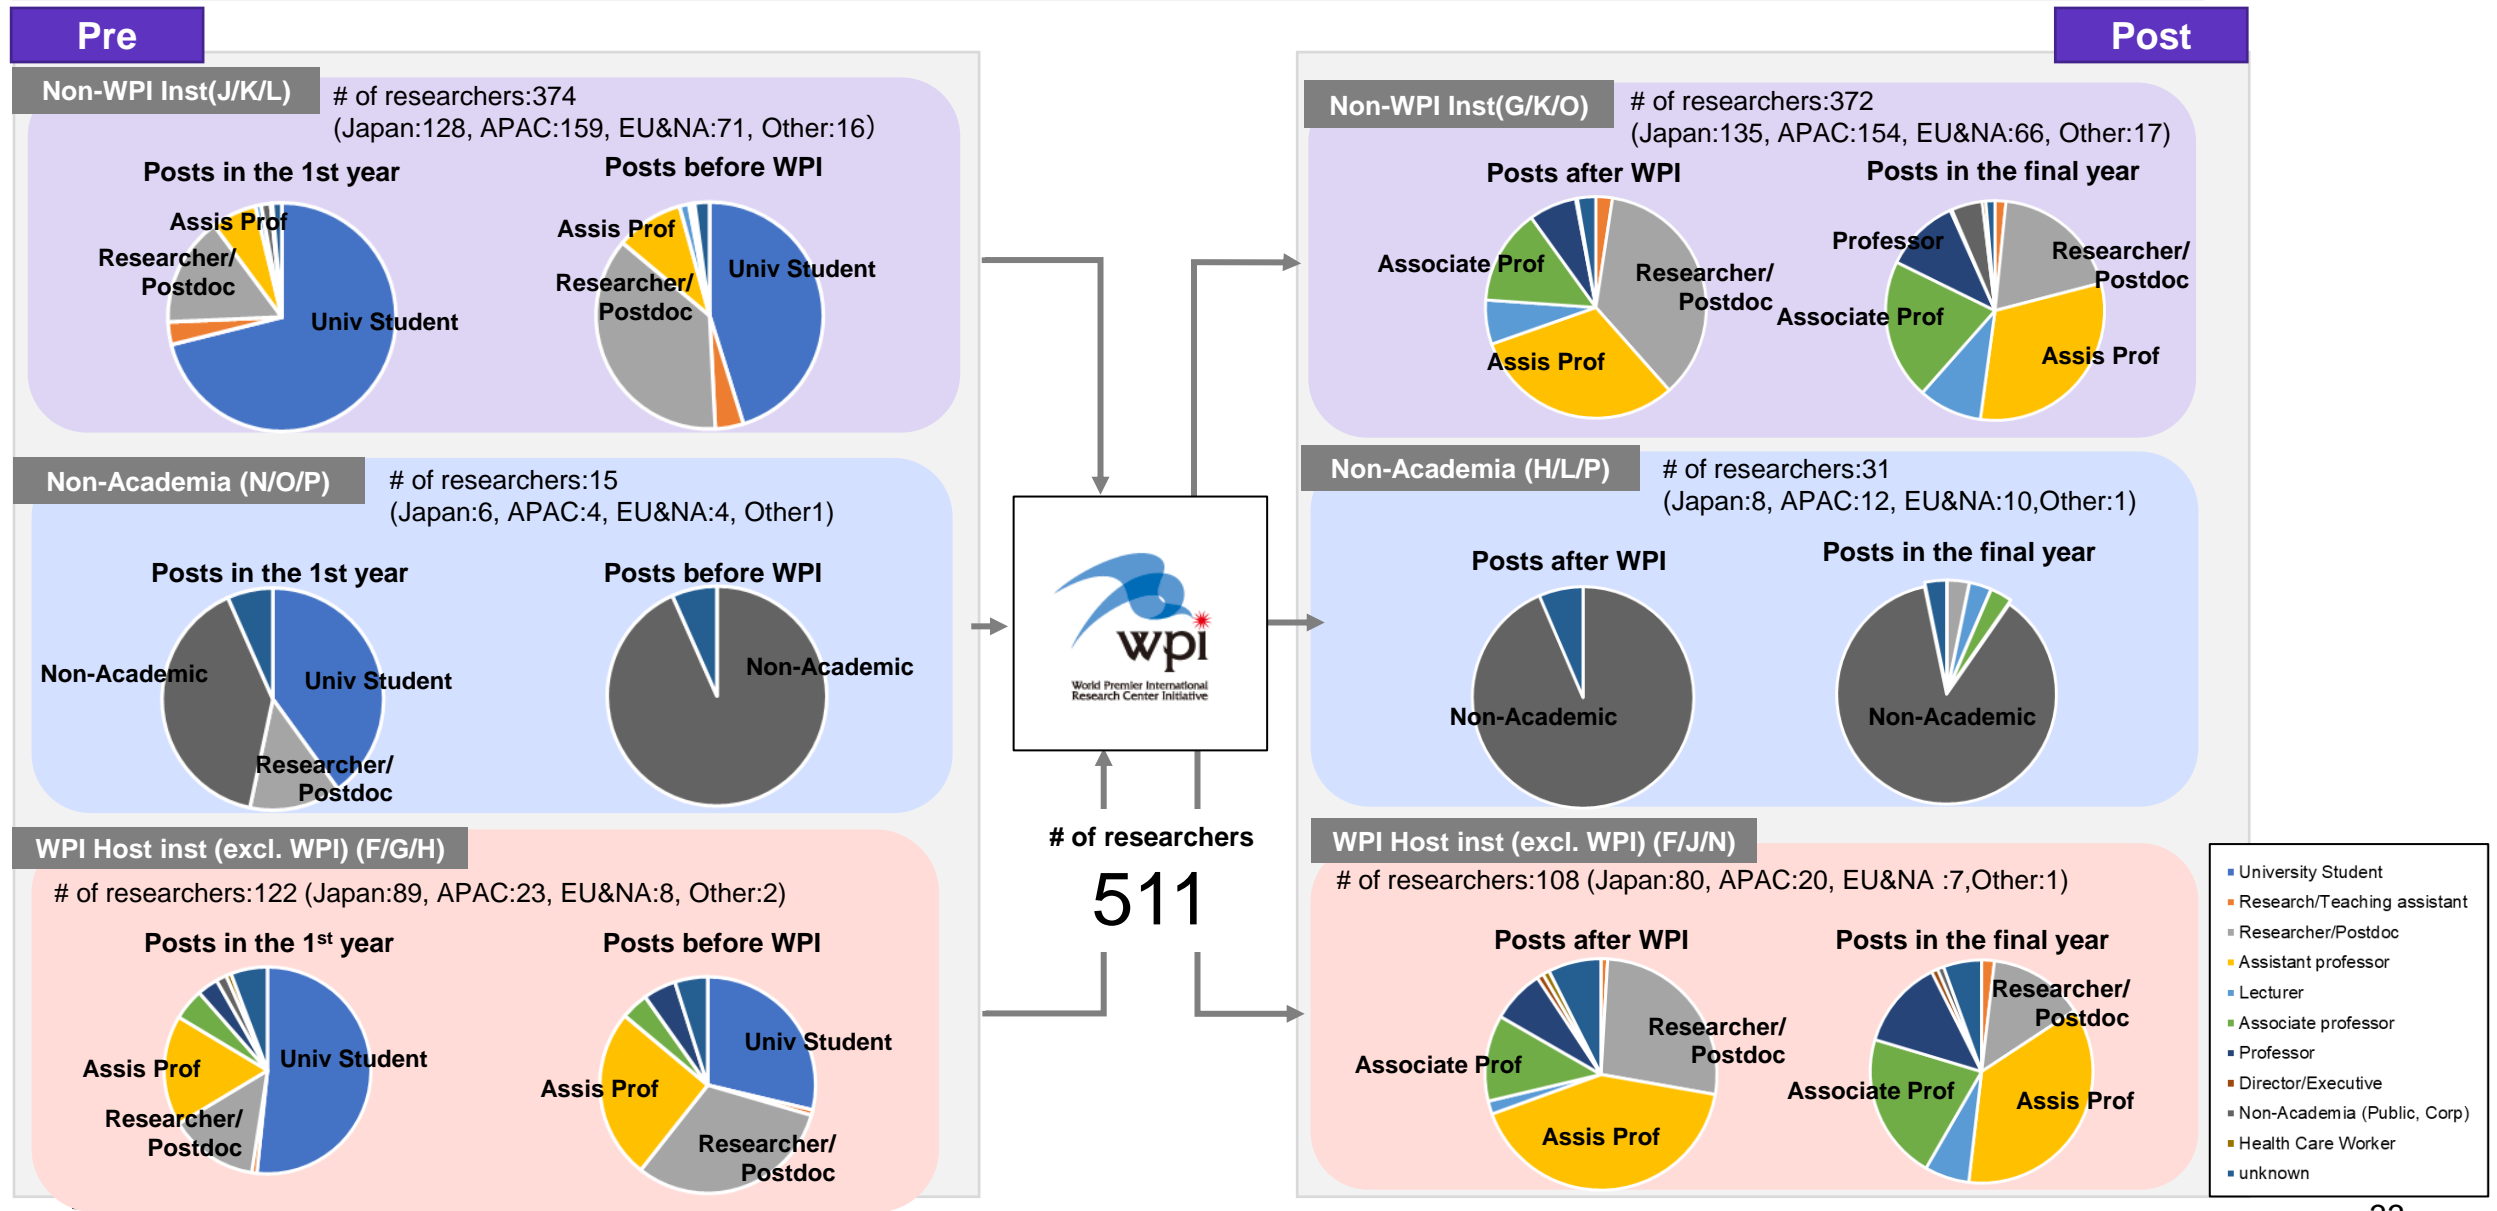 Pre
Non-WPI Inst(J/K/L)
# of researchers:374
(Japan:128, APAC:159, EU&NA:71, Other:16)
Posts in the 1st year
Assis Prof
Researcher/
Postdoc
Univ Student
Posts before WPI
Assis Prof
Researcher/
Postdoc
Univ Student
Non-Academia (N/O/P)
# of researchers:15
(Japan:6, APAC:4, EU&NA:4, Other1)
Posts in the 1st year
Non-Academic
Univ Student
Researcher/
Postdoc
Posts before WPI
Non-Academic
WPI Host inst (excl. WPI) (F/G/H)
# of researchers:122 (Japan:89, APAC:23, EU&NA:8, Other:2)
Posts in the 1st year
Assis Prof
Univ Student
Researcher/
Postdoc
Posts before WPI
Univ Student
Assis Prof
Researcher/
Postdoc
wpi
World Premier International
Research Center Initiative
# of researchers
511
Post
Non-WPI Inst(G/K/O)
# of researchers:372
(Japan:135, APAC:154, EU&NA:66, Other:17)
Posts after WPI
Associate Prof
Researcher/
Postdoc
Assis Prof
Posts in the final year
Professor
Researcher/
Postdoc
Associate Prof
Assis Prof
Non-Academia (H/L/P)
# of researchers:31
(Japan:8, APAC:12, EU&NA:10,Other:1)
Posts after WPI
Non-Academic
Posts in the final year
Non-Academic
WPI Host inst (excl. WPI) (F/J/N)
# of researchers:108 (Japan:80, APAC:20, EU&NA :7,Other:1)
Posts after WPI
Researcher/
Postdoc
Associate Prof
Assis Prof
Posts in the final year
Researcher/
Postdoc
Associate Prof
Assis Prof
University Student
Research/Teaching assistant
Researcher/Postdoc
Assistant professor
Lecturer
Associate professor
Professor
Director/Executive
Non-Academia (Public, Corp)
Health Care Worker
unknown